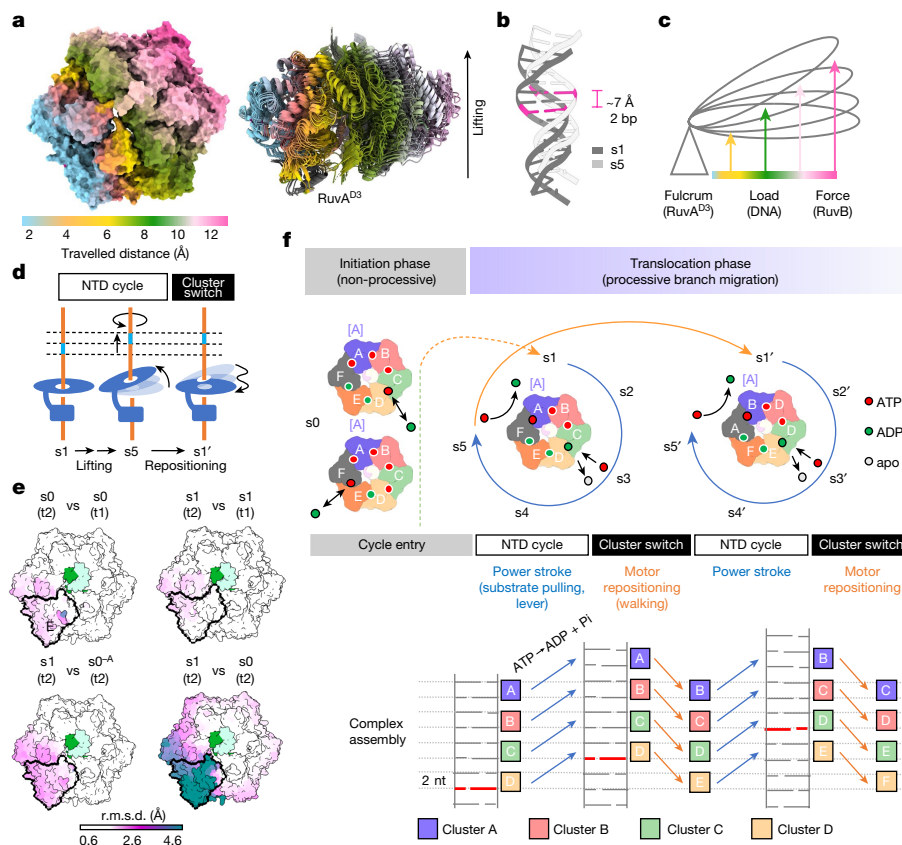 a
Lifting
RuvA^D3
2 4 6 8 10 12
Travelled distance (Å)
b
~7 Å
2 bp
s1
s5
c
Fulcrum
(RuvA^D3)
Load
(DNA)
Force
(RuvB)
d
NTD cycle
Cluster
switch
s1
s5
s1′
Lifting
Repositioning
e
s0
(t2)
vs
s0
(t1)
s1
(t2)
vs
s1
(t1)
E
s1
(t2)
vs
s0^–A
(t2)
s1
(t2)
vs
s0
(t2)
r.m.s.d. (Å)
0.6 2.6 4.6
f
Initiation phase
(non-processive)
Translocation phase
(processive branch migration)
[A]
A B C D E F
s0
[A]
A B C D E F
s1
[A]
A B C D E F
s2
s3
s4
s5
s1′
[A]
B D C F E A
s2′
s3′
s4′
s5′
ATP
ADP
apo
Cycle entry
NTD cycle
Cluster switch
NTD cycle
Cluster switch
Power stroke
(substrate pulling,
lever)
Motor
repositioning
(walking)
Power stroke
Motor
repositioning
ATP→ADP + Pi
Complex
assembly
2 nt
A
B
C
D
A
B
C
D
B
C
D
E
B
C
D
E
C
D
E
F
Cluster A
Cluster B
Cluster C
Cluster D